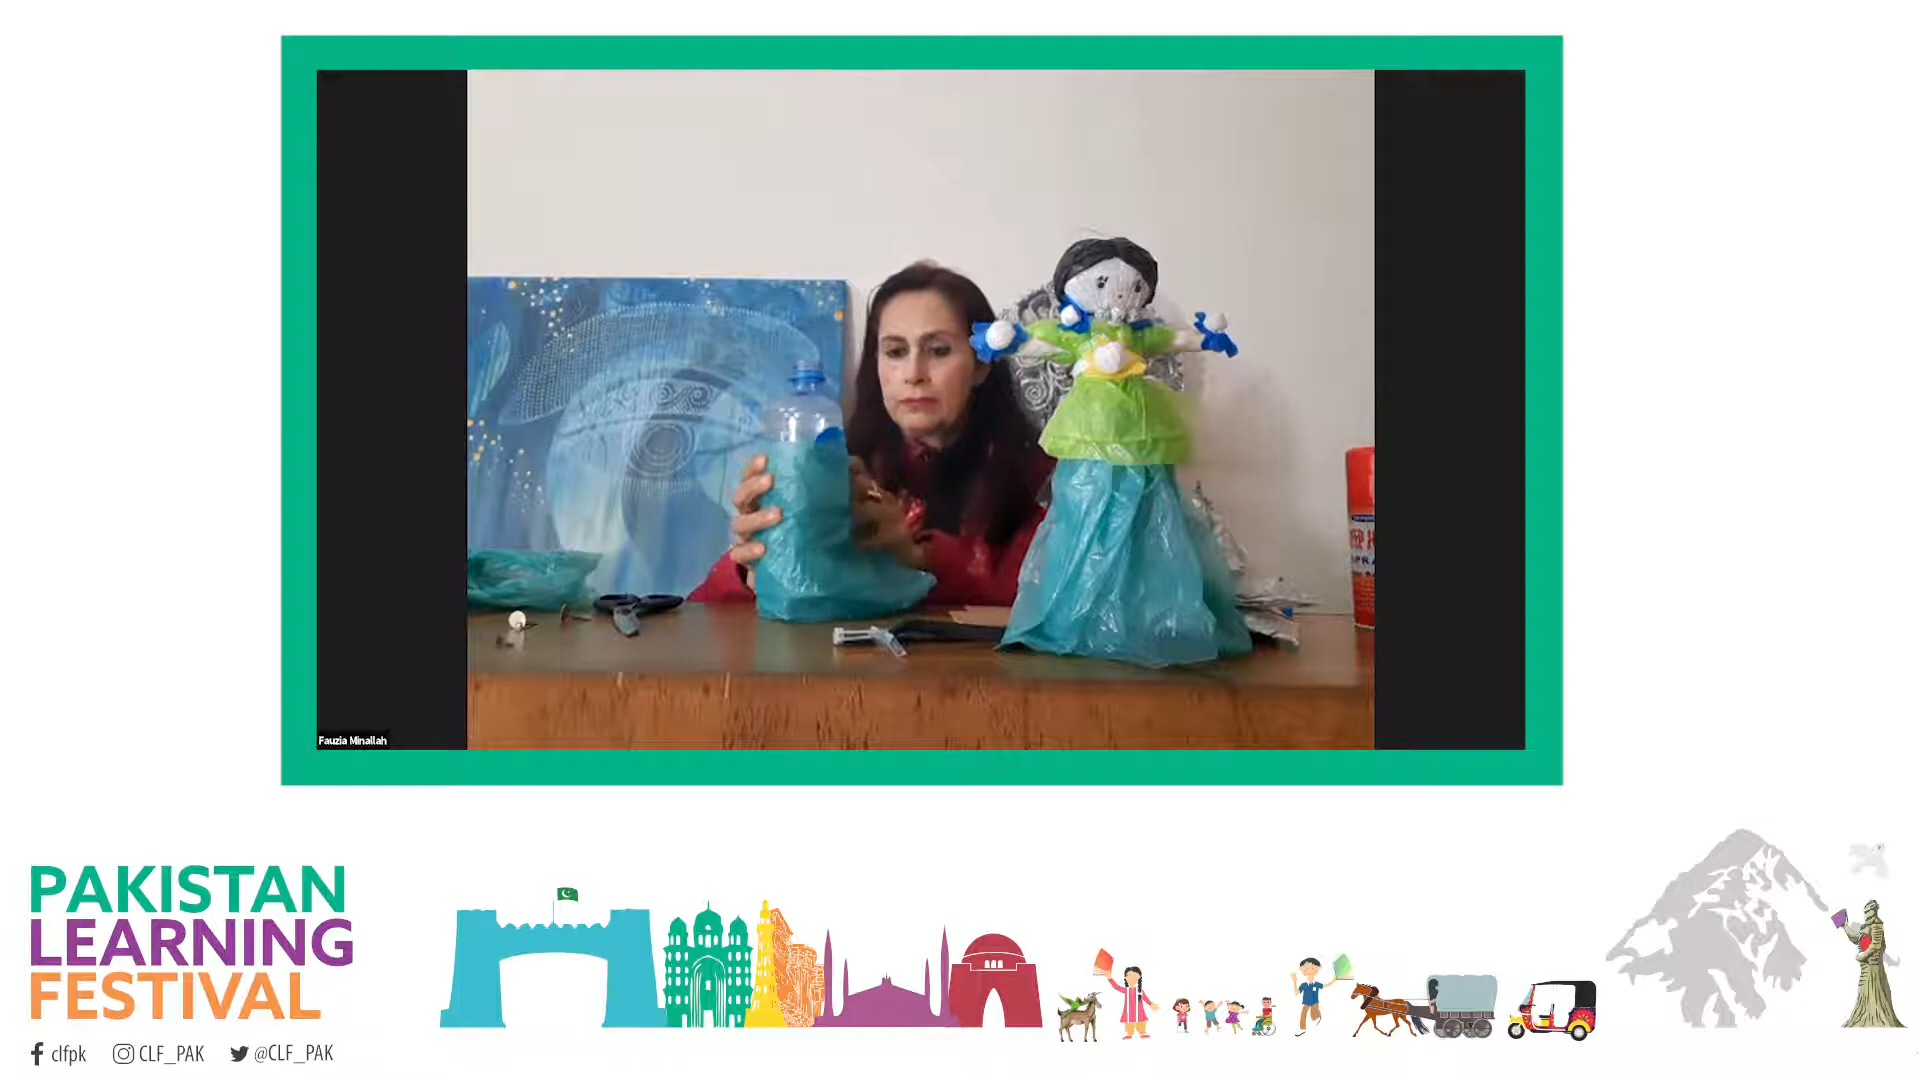 Fauzia Minallah
PAKISTAN
LEARNING
FESTIVAL
clfpk CLF_PAK @CLF_PAK